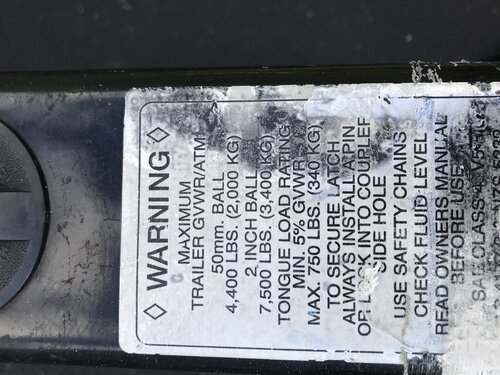 WARNING
MAXIMUM
TRAILER GVWR/ATM
50mm. BALL
4,400 LBS. (2,000 KG)
2 INCH BALL
7,500 LBS. (3,400 KG)
TONGUE LOAD RATING:
MIN. 5% GVWR
MAX. 750 LBS. (340 KG)
TO SECURE LATCH
ALWAYS INSTALL A PIN
OR LOCK INTO COUPLER
SIDE HOLE
USE SAFETY CHAINS
CHECK FLUID LEVEL
READ OWNERS MANUAL
BEFORE USE